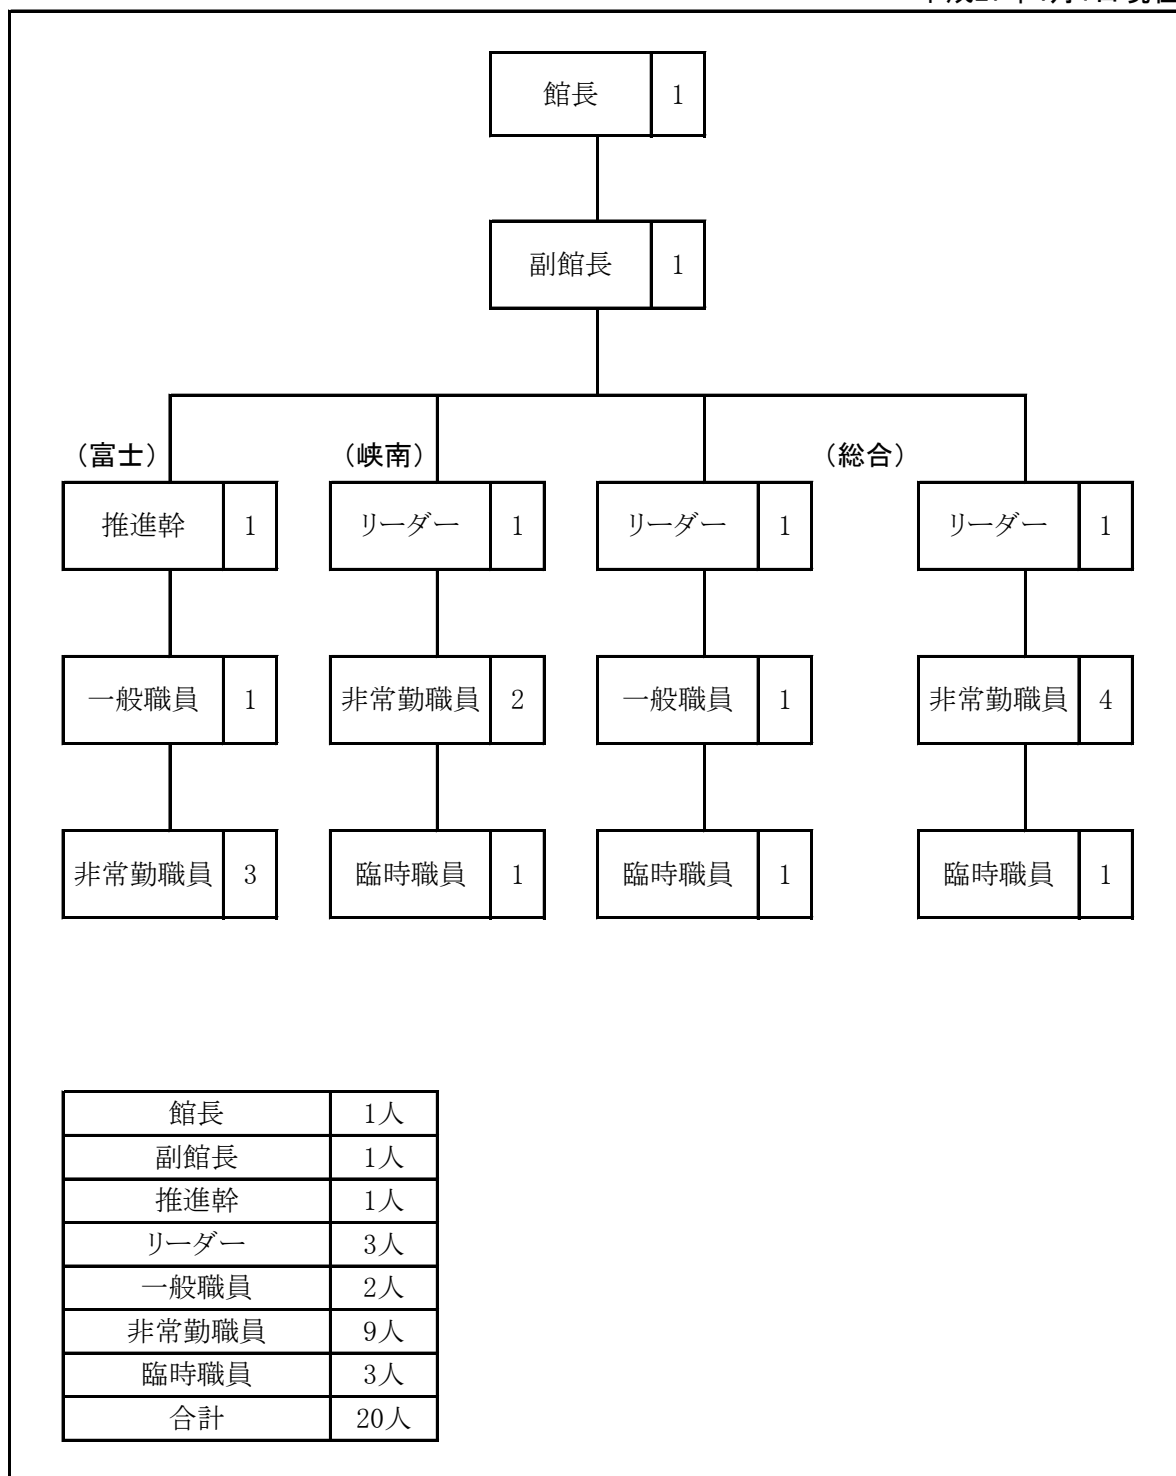 館長 1
副館長 1
（富士） （峡南） （総合）
推進幹 1 リーダー 1 リーダー 1 リーダー 1
一般職員 1 非常勤職員 2 一般職員 1 非常勤職員 4
非常勤職員 3 臨時職員 1 臨時職員 1 臨時職員 1
館長 1人
副館長 1人
推進幹 1人
リーダー 3人
一般職員 2人
非常勤職員 9人
臨時職員 3人
合計 20人